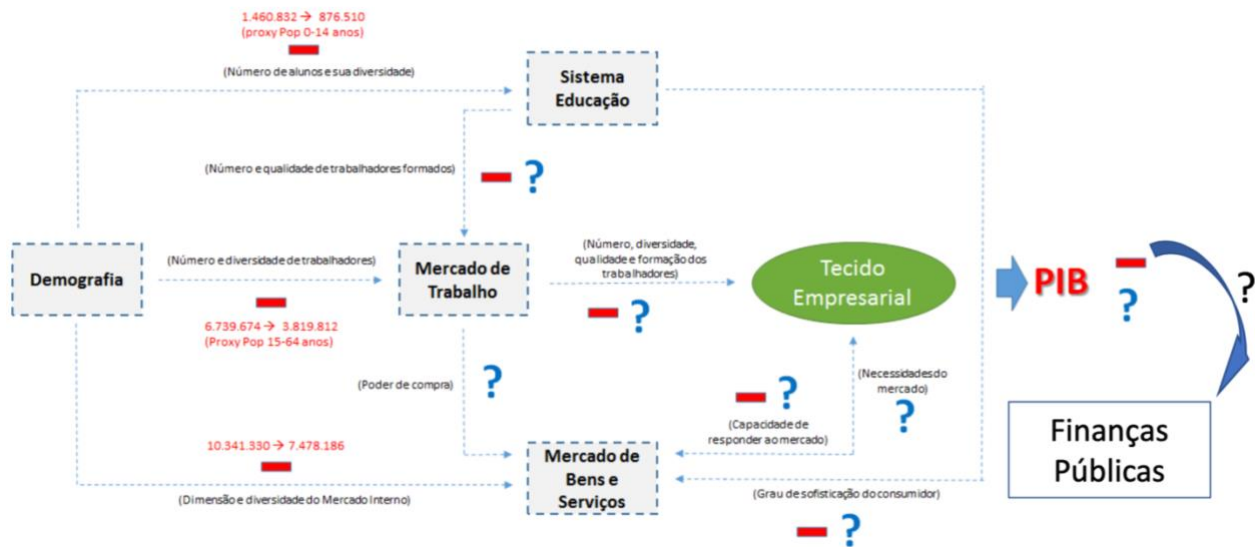 1.460.832 → 876.510
(proxy Pop 0-14 anos)
(Número de alunos e sua diversidade)
Sistema
Educação
(Número e qualidade de trabalhadores formados)
?
Demografia
(Número e diversidade de trabalhadores)
6.739.674 → 3.819.812
(Proxy Pop 15-64 anos)
Mercado de
Trabalho
(Número, diversidade,
qualidade e formação dos
trabalhadores)
?
Tecido
Empresarial
PIB
?
?
(Poder de compra)
?
(Capacidade de
responder ao mercado)
?
(Necessidades do
mercado)
?
Finanças
Públicas
10.341.330 → 7.478.186
(Dimensão e diversidade do Mercado Interno)
Mercado de
Bens e
Serviços
(Grau de sofisticação do consumidor)
?